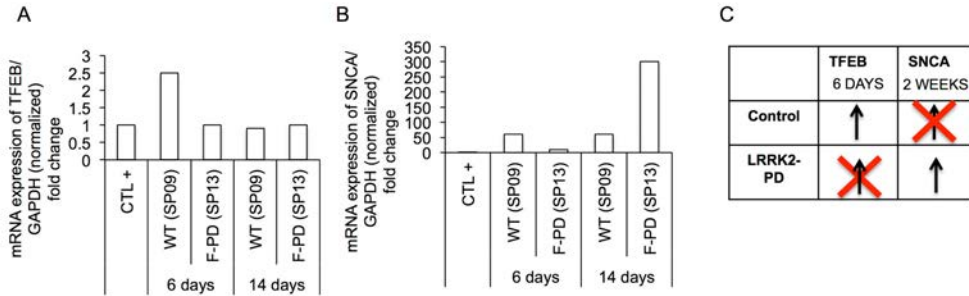 A
mRNA expression of TFEB/
GAPDH (normalized)
fold change
3
2.5
2
1.5
1
0.5
0
CTL +
WT (SP09)
F-PD (SP13)
WT (SP09)
F-PD (SP13)
6 days
14 days
B
mRNA expression of SNCA/
GAPDH (normalized)
fold change
350
300
250
200
150
100
50
0
CTL +
WT (SP09)
F-PD (SP13)
WT (SP09)
F-PD (SP13)
6 days
14 days
C
TFEB
6 DAYS
SNCA
2 WEEKS
Control
LRRK2-
PD